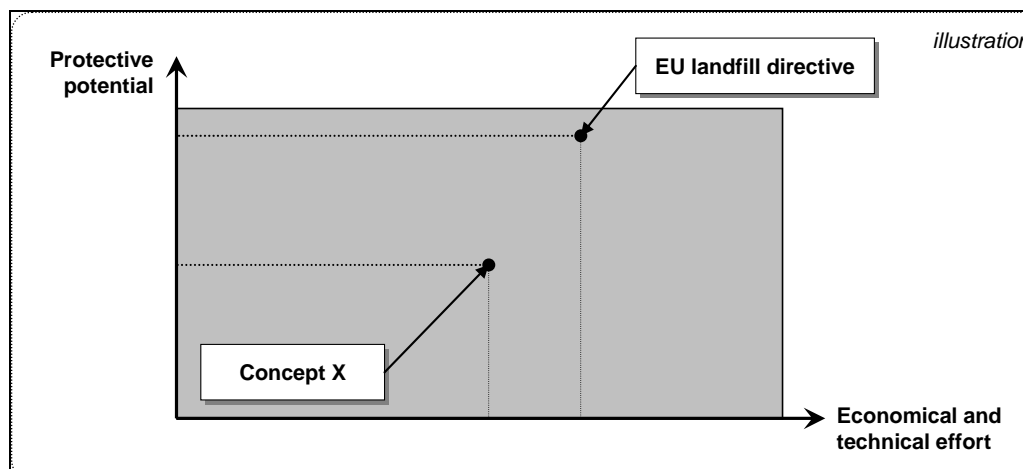 illustration
Protective
potential
EU landfill directive
Concept X
Economical and
technical effort